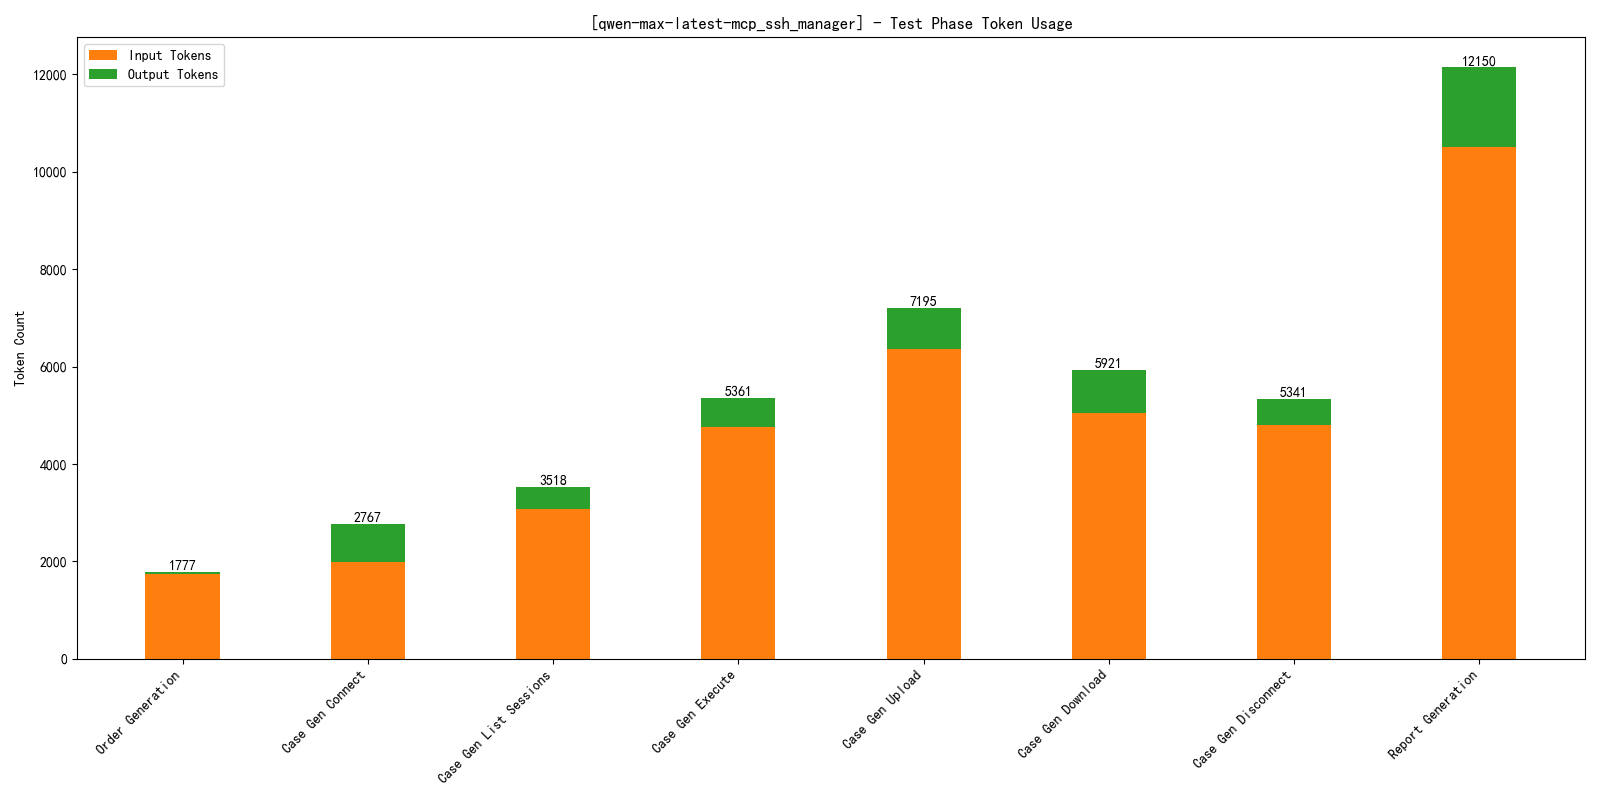 [qwen-max-latest-mcp_ssh_manager] - Test Phase Token Usage
Input Tokens
Output Tokens
Token Count
12000
10000
8000
6000
4000
2000
0
1777
2767
3518
5361
7195
5921
5341
12150
Order Generation
Case Gen Connect
Case Gen List Sessions
Case Gen Execute
Case Gen Upload
Case Gen Download
Case Gen Disconnect
Report Generation